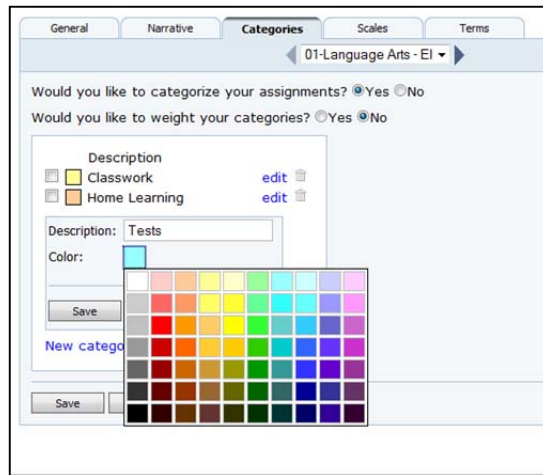 General Narrative Categories Scales Terms
01-Language Arts - El
Would you like to categorize your assignments? Yes No
Would you like to weight your categories? Yes No
Description
Classwork edit
Home Learning edit
Description: Tests
Color:
Save
New catego
Save